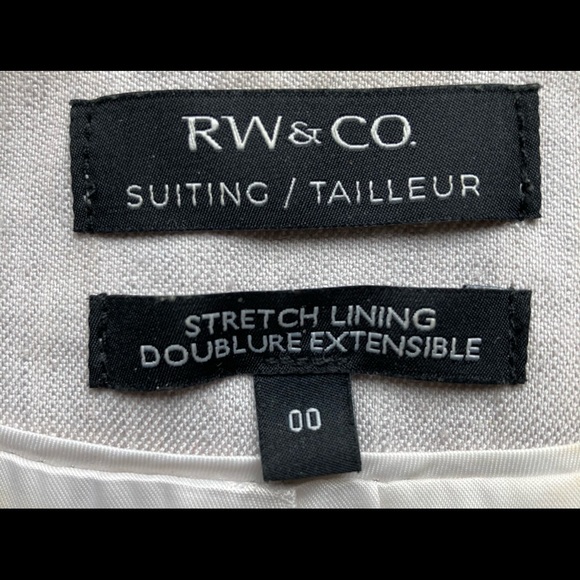 RW&CO.
SUITING / TAILLEUR
STRETCH LINING
DOUBLURE EXTENSIBLE
00